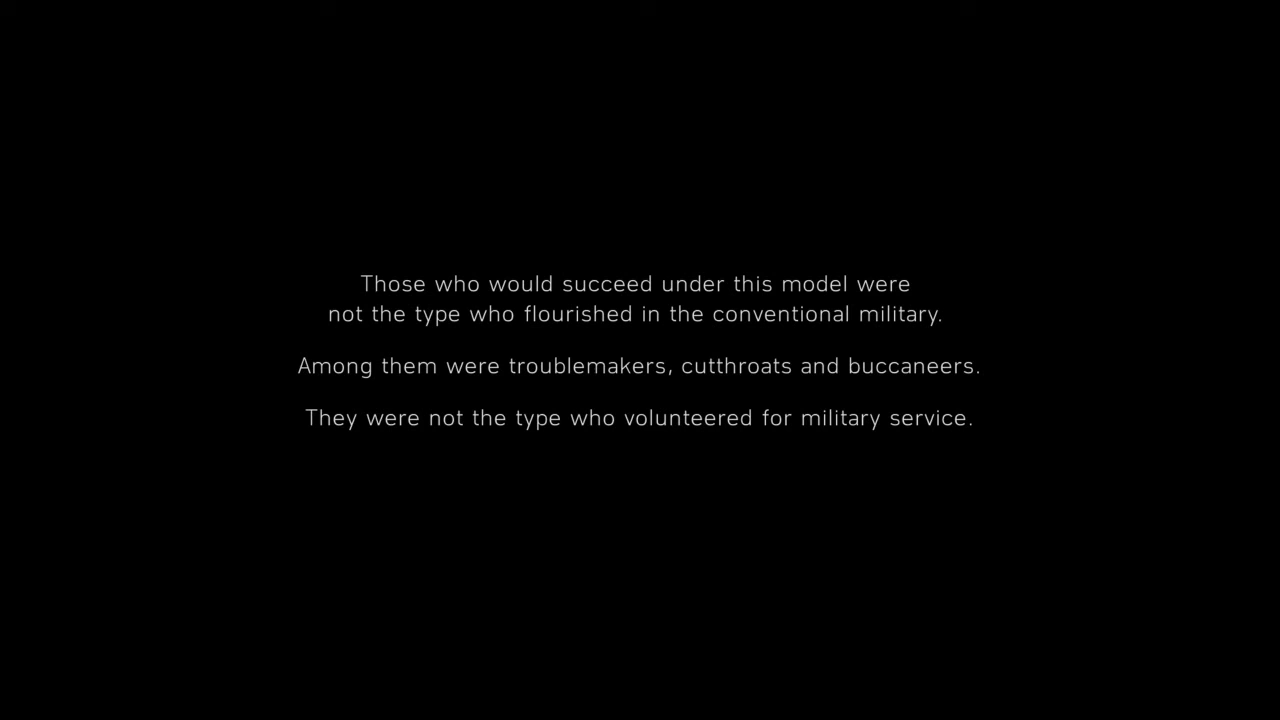 Those who would succeed under this model were
not the type who flourished in the conventional military.
Among them were troublemakers, cutthroats and buccaneers.
They were not the type who volunteered for military service.